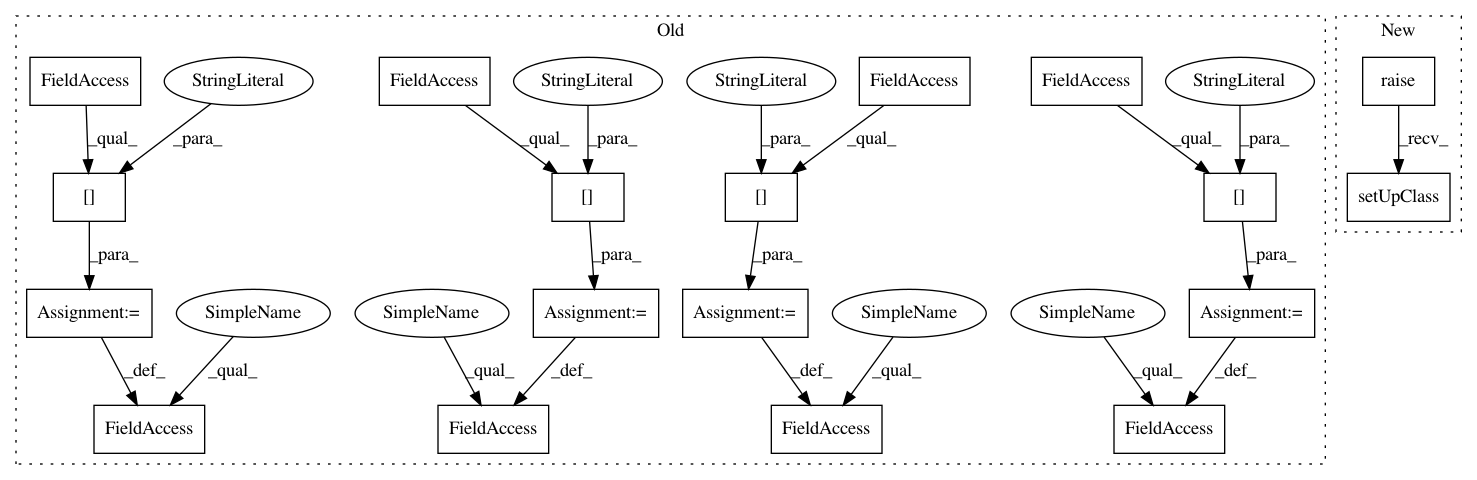 Old New
FieldAccess StringLiteral FieldAccess StringLiteral StringLiteral FieldAccess FieldAccess StringLiteral raise
_qual_ _para_ _qual_ _para_ _para_ _qual_ _qual_ _para_ _recv_
[] [] [] [] setUpClass
_para_ _para_ _para_ _para_
Assignment:= SimpleName SimpleName Assignment:= Assignment:= SimpleName SimpleName Assignment:=
_def_ _qual_ _qual_ _def_ _def_ _qual_ _qual_ _def_
FieldAccess FieldAccess FieldAccess FieldAccess